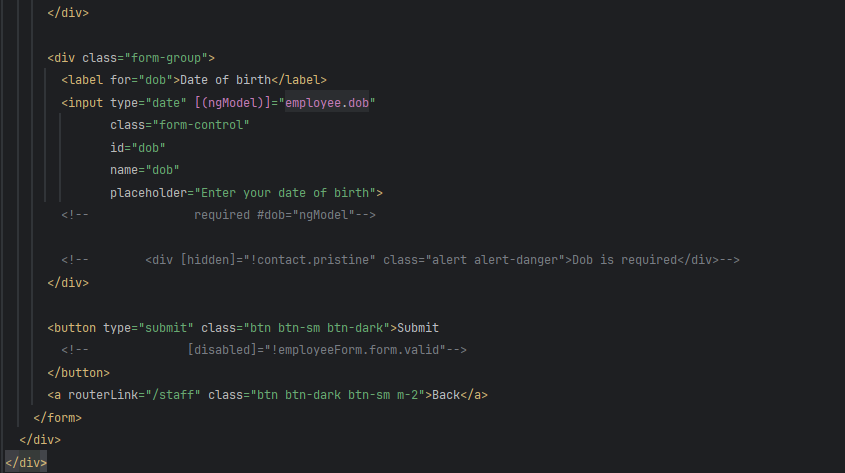 </div>
<div class="form-group">
<label for="dob">Date of birth</label>
<input type="date" [(ngModel)]="employee.dob"
class="form-control"
id="dob"
name="dob"
placeholder="Enter your date of birth">
<!--              required #dob="ngModel"-->
<!--       <div [hidden]="!contact.pristine" class="alert alert-danger">Dob is required</div>-->
</div>
<button type="submit" class="btn btn-sm btn-dark">Submit
<!--             [disabled]="!employeeForm.form.valid"-->
</button>
<a routerLink="/staff" class="btn btn-dark btn-sm m-2">Back</a>
</form>
</div>
</div>